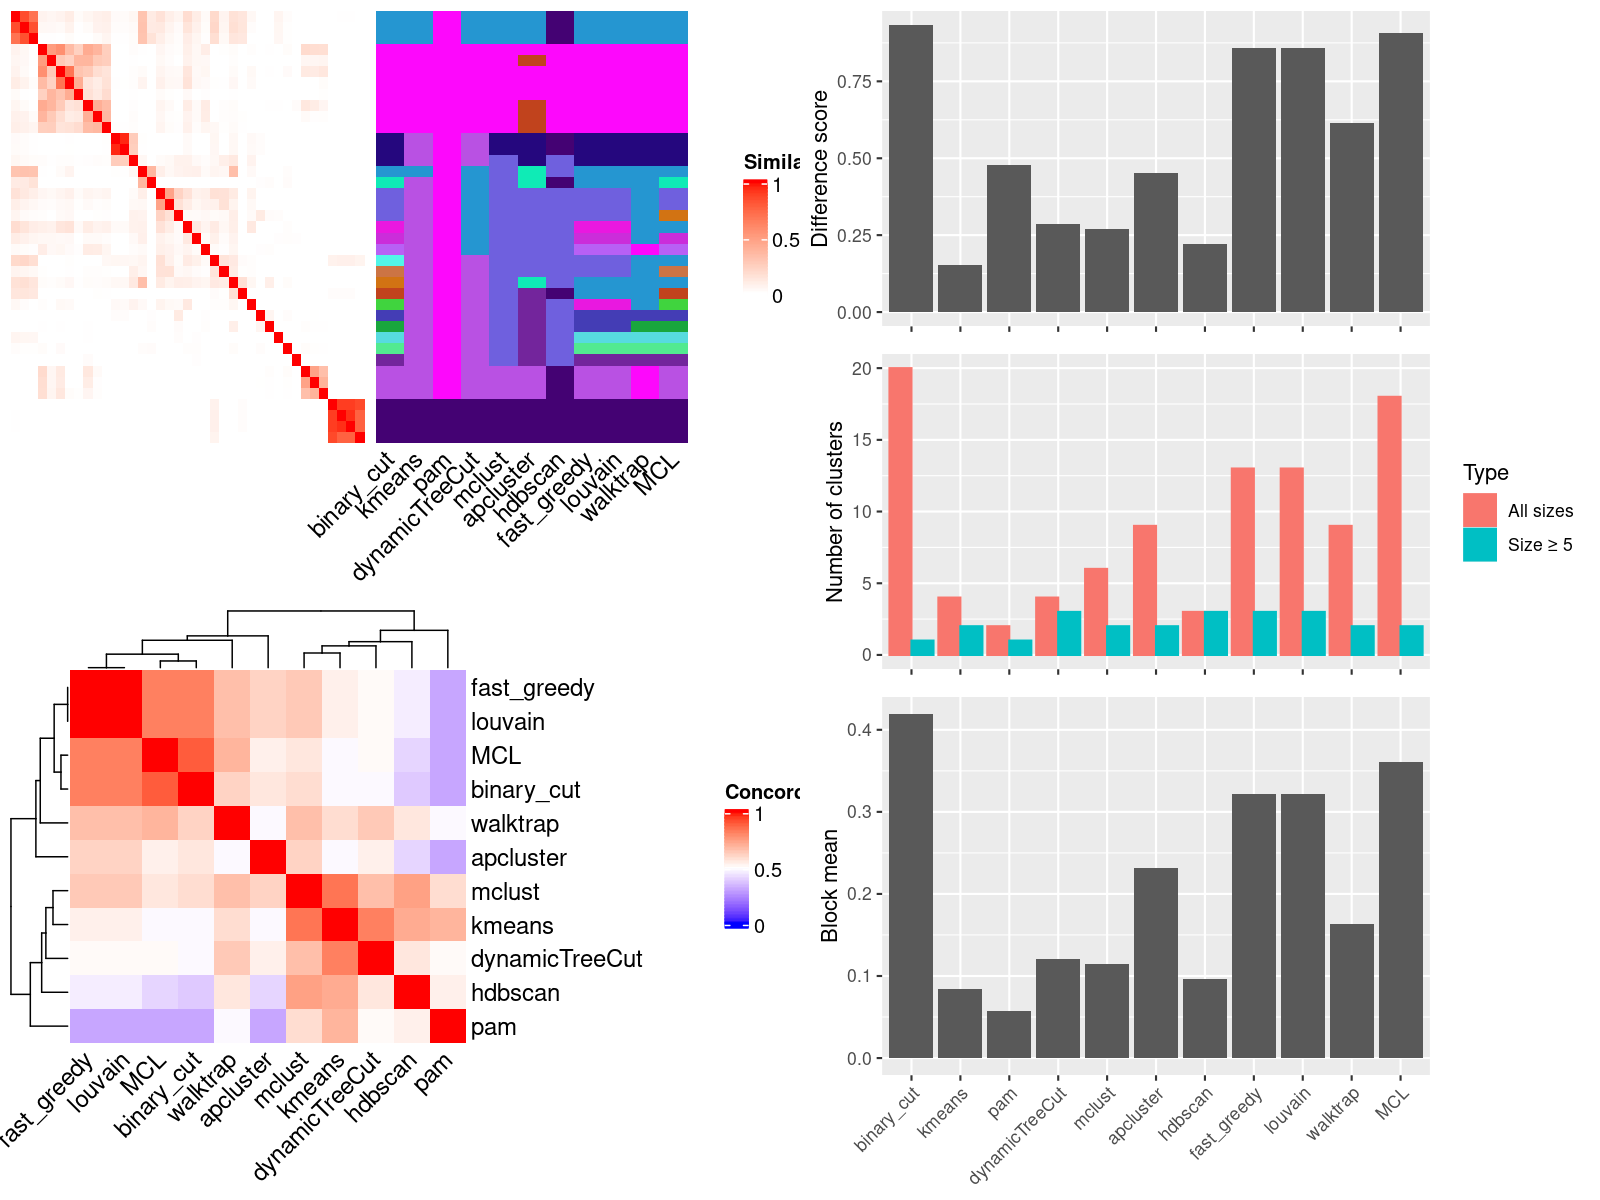 Simila
1
0.5
0
binary_cut
kmeans
pam
dynamicTreeCut
mclust
apcluster
hdbscan
fast_greedy
louvain
walktrap
MCL
fast_greedy
louvain
MCL
binary_cut
walktrap
apcluster
mclust
kmeans
dynamicTreeCut
hdbscan
pam
fast_greedy
louvain
MCL
binary_cut
walktrap
apcluster
mclust
kmeans
dynamicTreeCut
hdbscan
pam
Concord
1
0.5
0
Difference score
0.75
0.50
0.25
0.00
Number of clusters
20
15
10
5
0
Type
All sizes
Size ≥ 5
Block mean
0.4
0.3
0.2
0.1
0.0
binary_cut
kmeans
pam
dynamicTreeCut
mclust
apcluster
hdbscan
fast_greedy
louvain
walktrap
MCL